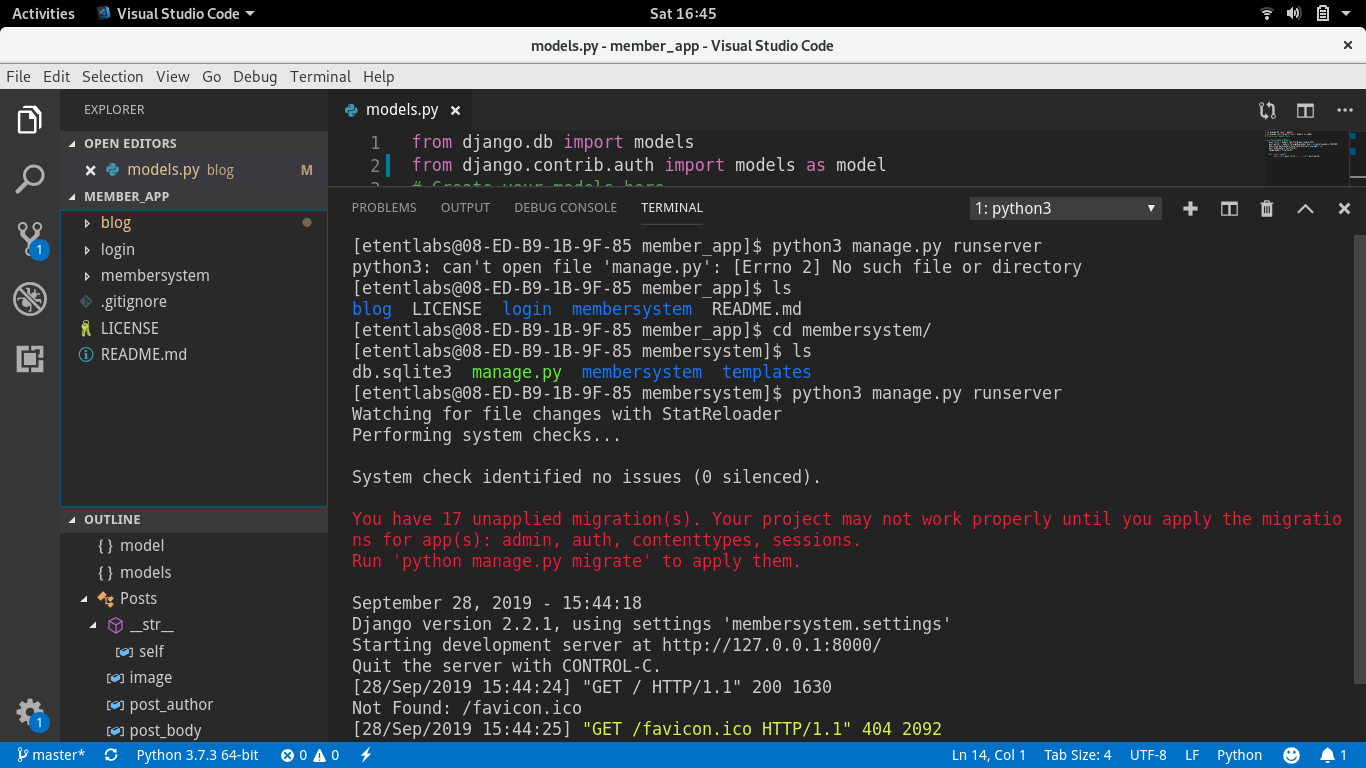 Activities Visual Studio Code Sat 16:45
models.py - member_app - Visual Studio Code
File Edit Selection View Go Debug Terminal Help
EXPLORER
OPEN EDITORS
models.py blog M
MEMBER_APP
blog
login
membersystem
.gitignore
LICENSE
README.md
OUTLINE
{ } model
{ } models
Posts
__str__
self
image
post_author
post_body
models.py
1 from django.db import models
2 from django.contrib.auth import models as model
3 # Create your models here
PROBLEMS OUTPUT DEBUG CONSOLE TERMINAL 1: python3
[etentlabs@08-ED-B9-1B-9F-85 member_app]$ python3 manage.py runserver
python3: can't open file 'manage.py': [Errno 2] No such file or directory
[etentlabs@08-ED-B9-1B-9F-85 member_app]$ ls
blog LICENSE login membersystem README.md
[etentlabs@08-ED-B9-1B-9F-85 member_app]$ cd membersystem/
[etentlabs@08-ED-B9-1B-9F-85 membersystem]$ ls
db.sqlite3 manage.py membersystem templates
[etentlabs@08-ED-B9-1B-9F-85 membersystem]$ python3 manage.py runserver
Watching for file changes with StatReloader
Performing system checks...
System check identified no issues (0 silenced).
You have 17 unapplied migration(s). Your project may not work properly until you apply the migratio
ns for app(s): admin, auth, contenttypes, sessions.
Run 'python manage.py migrate' to apply them.
September 28, 2019 - 15:44:18
Django version 2.2.1, using settings 'membersystem.settings'
Starting development server at http://127.0.0.1:8000/
Quit the server with CONTROL-C.
[28/Sep/2019 15:44:24] "GET / HTTP/1.1" 200 1630
Not Found: /favicon.ico
[28/Sep/2019 15:44:25] "GET /favicon.ico HTTP/1.1" 404 2092
1
1
master* Python 3.7.3 64-bit 0 0 Ln 14, Col 1 Tab Size: 4 UTF-8 LF Python 1